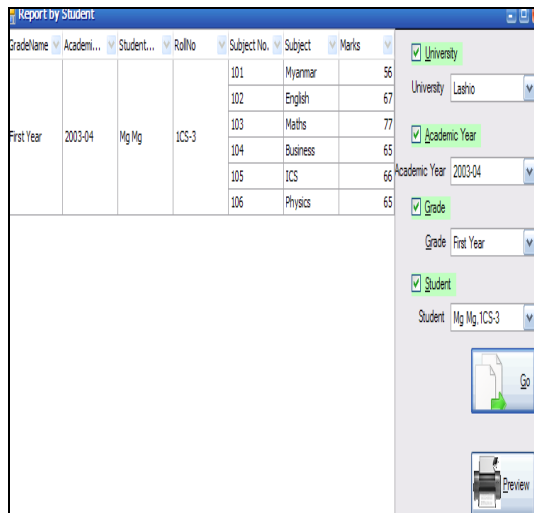 Report by Student
GradeName Academi... Student... RollNo Subject No. Subject Marks
101 Myanmar 56
102 English 67
103 Maths 77
First Year 2003-04 Mg Mg 1CS-3
104 Business 65
105 ICS 66
106 Physics 65
University
University Lashio
Academic Year
Academic Year 2003-04
Grade
Grade First Year
Student
Student Mg Mg,1CS-3
Go
Preview